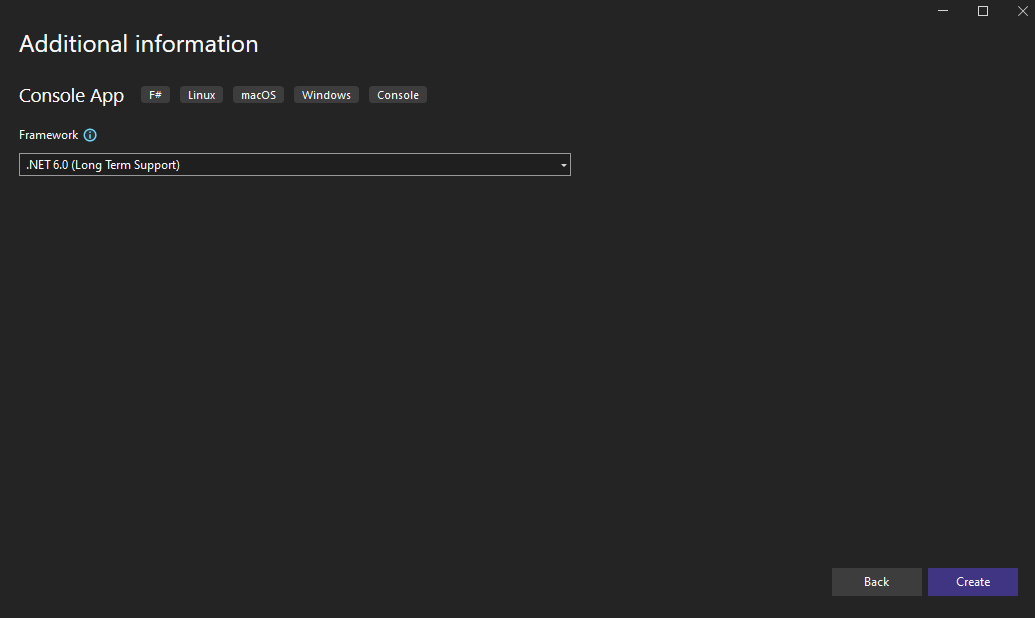 Additional information
Console App F# Linux macOS Windows Console
Framework
.NET 6.0 (Long Term Support)
Back Create